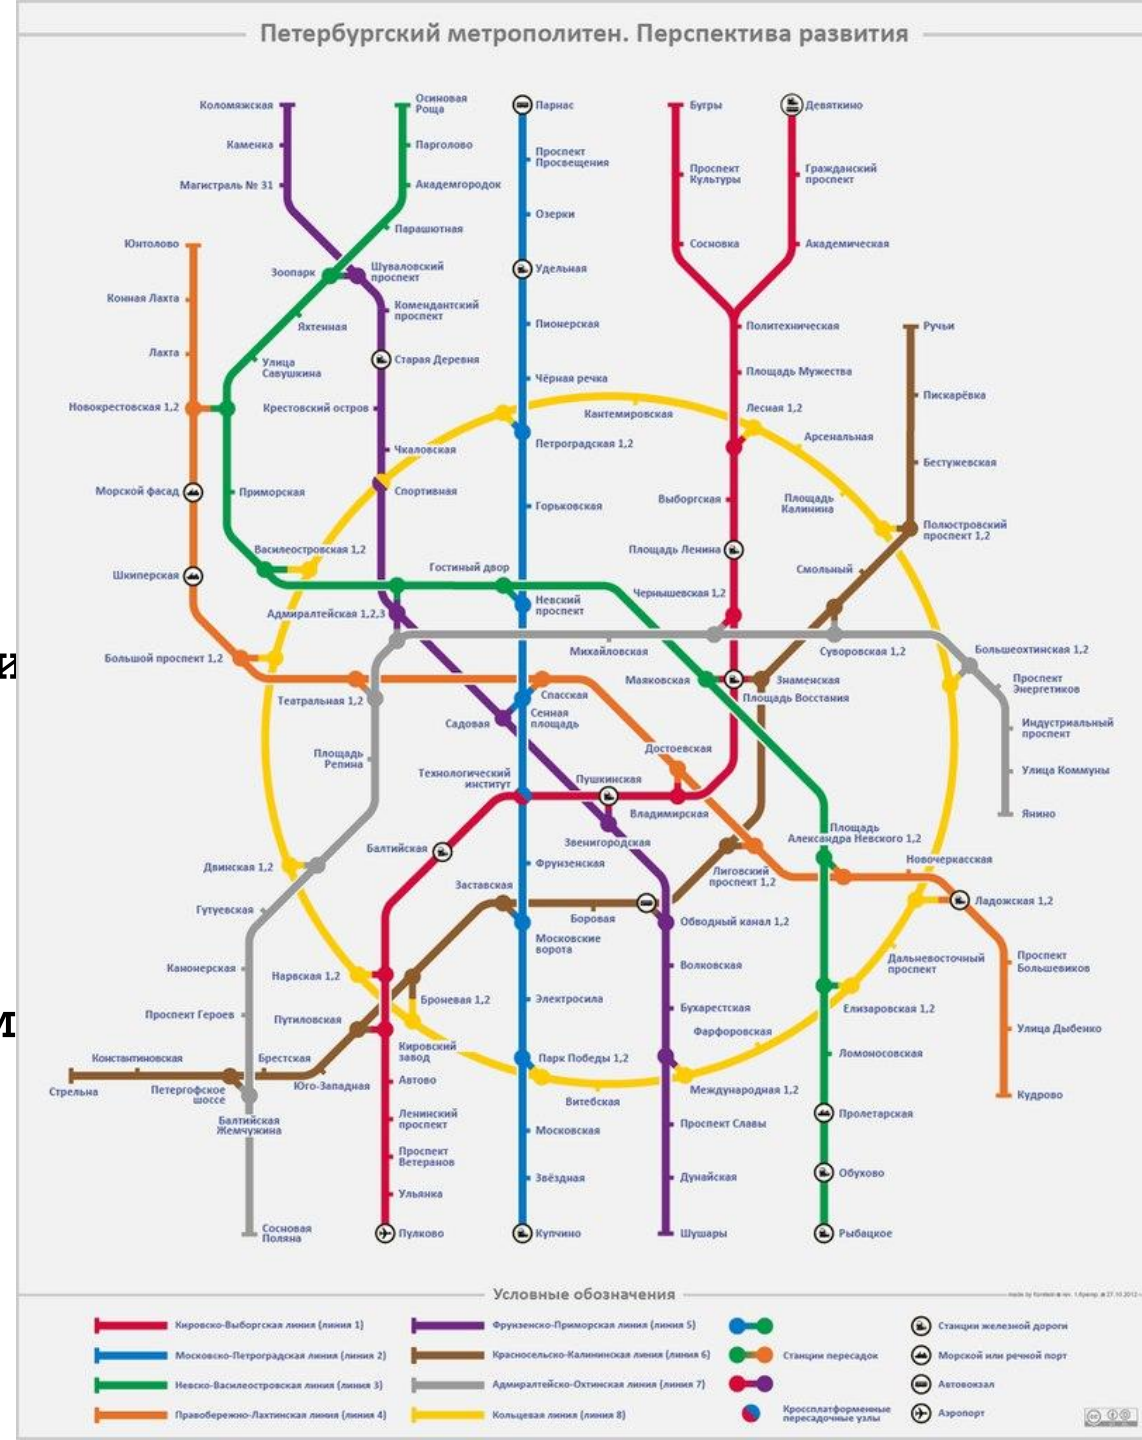 Петербургский метрополитен. Перспектива развития
Коломяжская
Осиновая
Роща
Парнас
Бугры
Девяткино
Каменка
Парголово
Проспект
Просвещения
Проспект
Культуры
Гражданский
проспект
Магистраль № 31
Академгородок
Озерки
Парашютная
Юнтолово
Сосновка
Академическая
Зоопарк
Шуваловский
проспект
Удельная
Конная Лахта
Комендантский
проспект
Яхтенная
Пионерская
Политехническая
Ручьи
Лахта
Улица
Савушкина
Старая Деревня
Чёрная речка
Площадь Мужества
Пискарёвка
Новокрестовская 1,2
Крестовский остров
Кантемировская
Лесная 1,2
Петроградская 1,2
Арсенальная
Чкаловская
Бестужевская
Морской фасад
Приморская
Спортивная
Горьковская
Выборгская
Площадь
Калинина
Полюстровский
проспект 1,2
Василеостровская 1,2
Площадь Ленина
Шкиперская
Гостиный двор
Смольный
Адмиралтейская 1,2,3
Невский
проспект
Чернышевская 1,2
Большой проспект 1,2
Михайловская
Суворовская 1,2
Большеохтинская 1,2
Театральная 1,2
Спасская
Маяковская
Знаменская
Площадь Восстания
Проспект
Энергетиков
Садовая
Сенная
площадь
Индустриальный
проспект
Площадь
Репина
Достоевская
Улица Коммуны
Технологический
институт
Пушкинская
Владимирская
Янино
Балтийская
Звенигородская
Площадь
Александра Невского 1,2
Двинская 1,2
Фрунзенская
Лиговский
проспект 1,2
Новочеркасская
Заставская
Гутуевская
Боровая
Обводный канал 1,2
Ладожская 1,2
Московские
ворота
Канонерская
Нарвская 1,2
Волковская
Дальневосточный
проспект
Проспект
Большевиков
Броневая 1,2
Электросила
Бухарестская
Елизаровская 1,2
Проспект Героев
Путиловская
Фарфоровская
Улица Дыбенко
Константиновская
Брестская
Кировский
завод
Парк Победы 1,2
Ломоносовская
Стрельна
Петергофское
шоссе
Юго-Западная
Автово
Витебская
Международная 1,2
Кудрово
Балтийская
Жемчужина
Ленинский
проспект
Московская
Проспект Славы
Пролетарская
Проспект
Ветеранов
Звёздная
Дунайская
Обухово
Ульянка
Сосновая
Поляна
Пулково
Купчино
Шушары
Рыбацкое
Условные обозначения
Кировско-Выборгская линия (линия 1)
Московско-Петроградская линия (линия 2)
Невско-Василеостровская линия (линия 3)
Правобережно-Лахтинская линия (линия 4)
Фрунзенско-Приморская линия (линия 5)
Красносельско-Калининская линия (линия 6)
Адмиралтейско-Охтинская линия (линия 7)
Кольцевая линия (линия 8)
Станции пересадок
Кроссплатформенные
пересадочные узлы
Станции железной дороги
Морской или речной порт
Автовокзал
Аэропорт